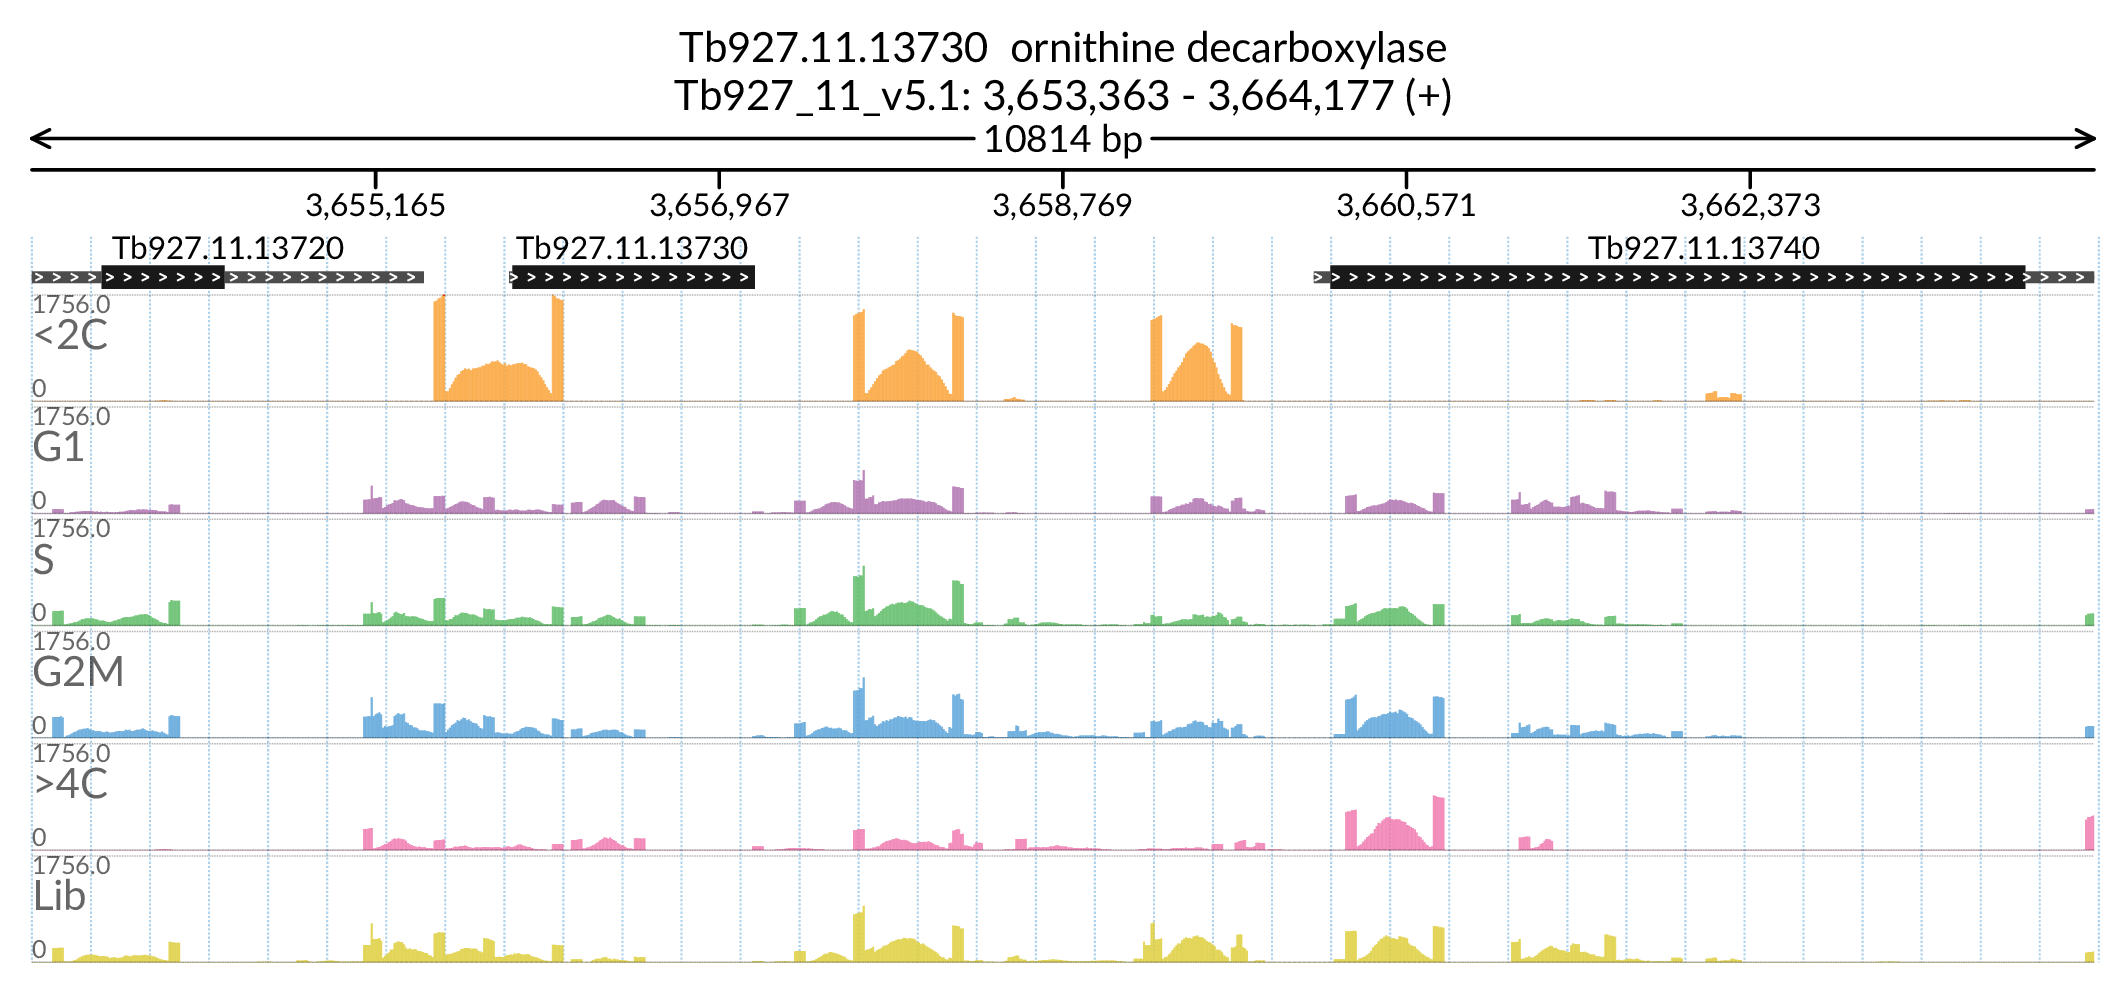 Tb927.11.13730 ornithine decarboxylase
Tb927_11_v5.1: 3,653,363 - 3,664,177 (+)
10814 bp
3,655,165 3,656,967 3,658,769 3,660,571 3,662,373
Tb927.11.13720 Tb927.11.13730 Tb927.11.13740
1756.0
<2C
0
1756.0
G1
0
1756.0
S
0
1756.0
G2M
0
1756.0
>4C
0
1756.0
Lib
0